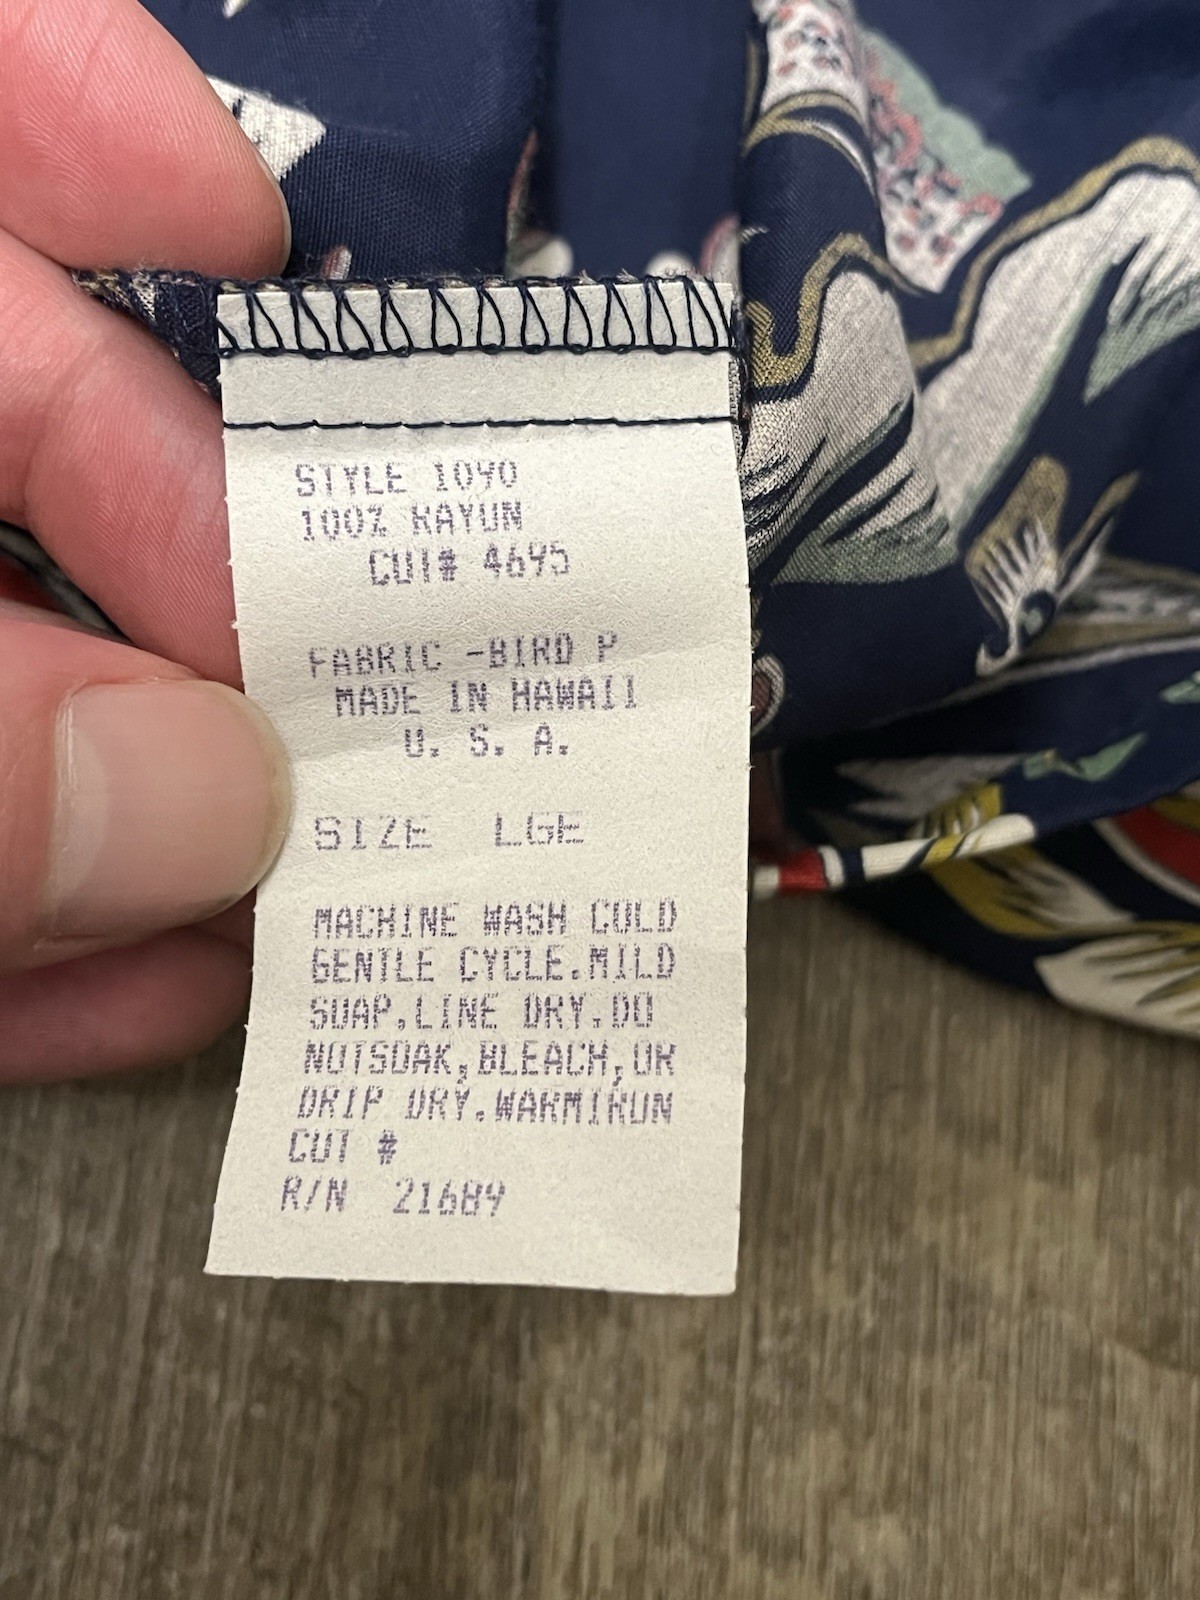 STYLE 1090
100% RAYON
CUT# 4695
FABRIC -BIRD P
MADE IN HAWAII
U. S. A.
SIZE LGE
MACHINE WASH COLD
GENTLE CYCLE.MILD
SOAP,LINE DRY.DO
NOTSOAK,BLEACH,OR
DRIP DRY.WARMIRON
CUT #
R/N 21689